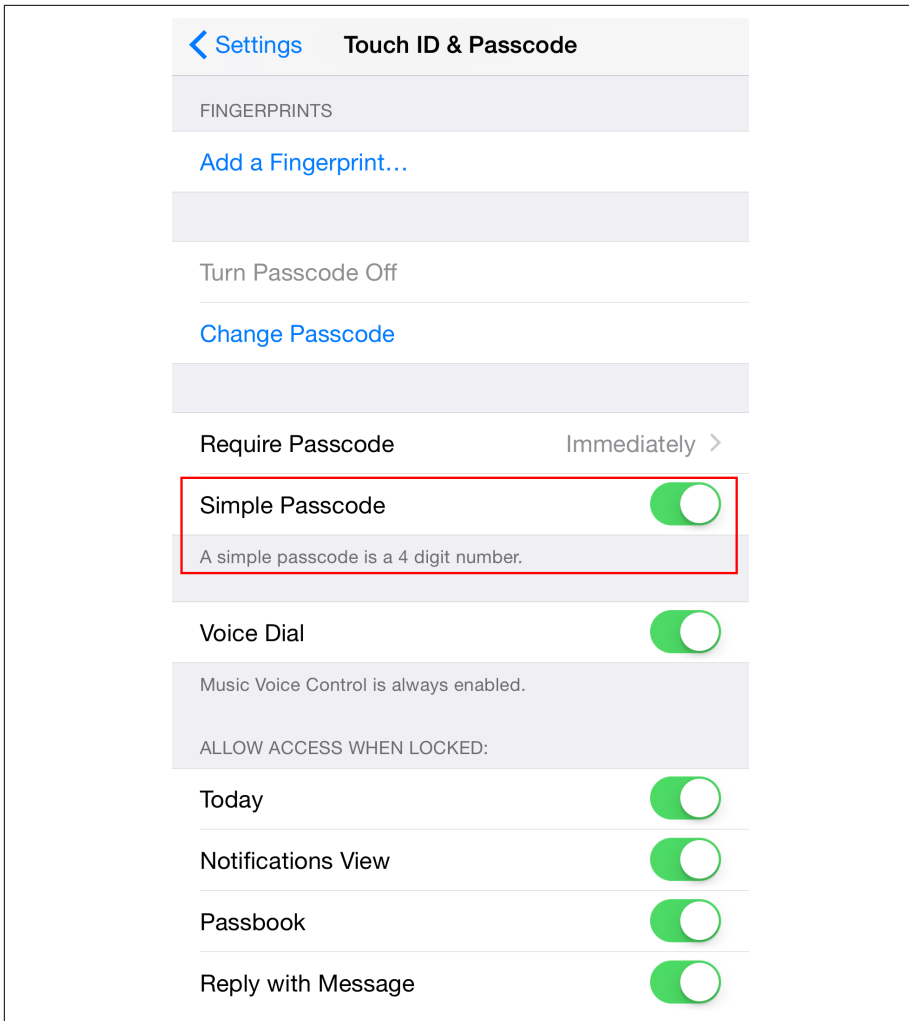 Settings Touch ID & Passcode
FINGERPRINTS
Add a Fingerprint...
Turn Passcode Off
Change Passcode
Require Passcode Immediately
Simple Passcode
A simple passcode is a 4 digit number.
Voice Dial
Music Voice Control is always enabled.
ALLOW ACCESS WHEN LOCKED:
Today
Notifications View
Passbook
Reply with Message